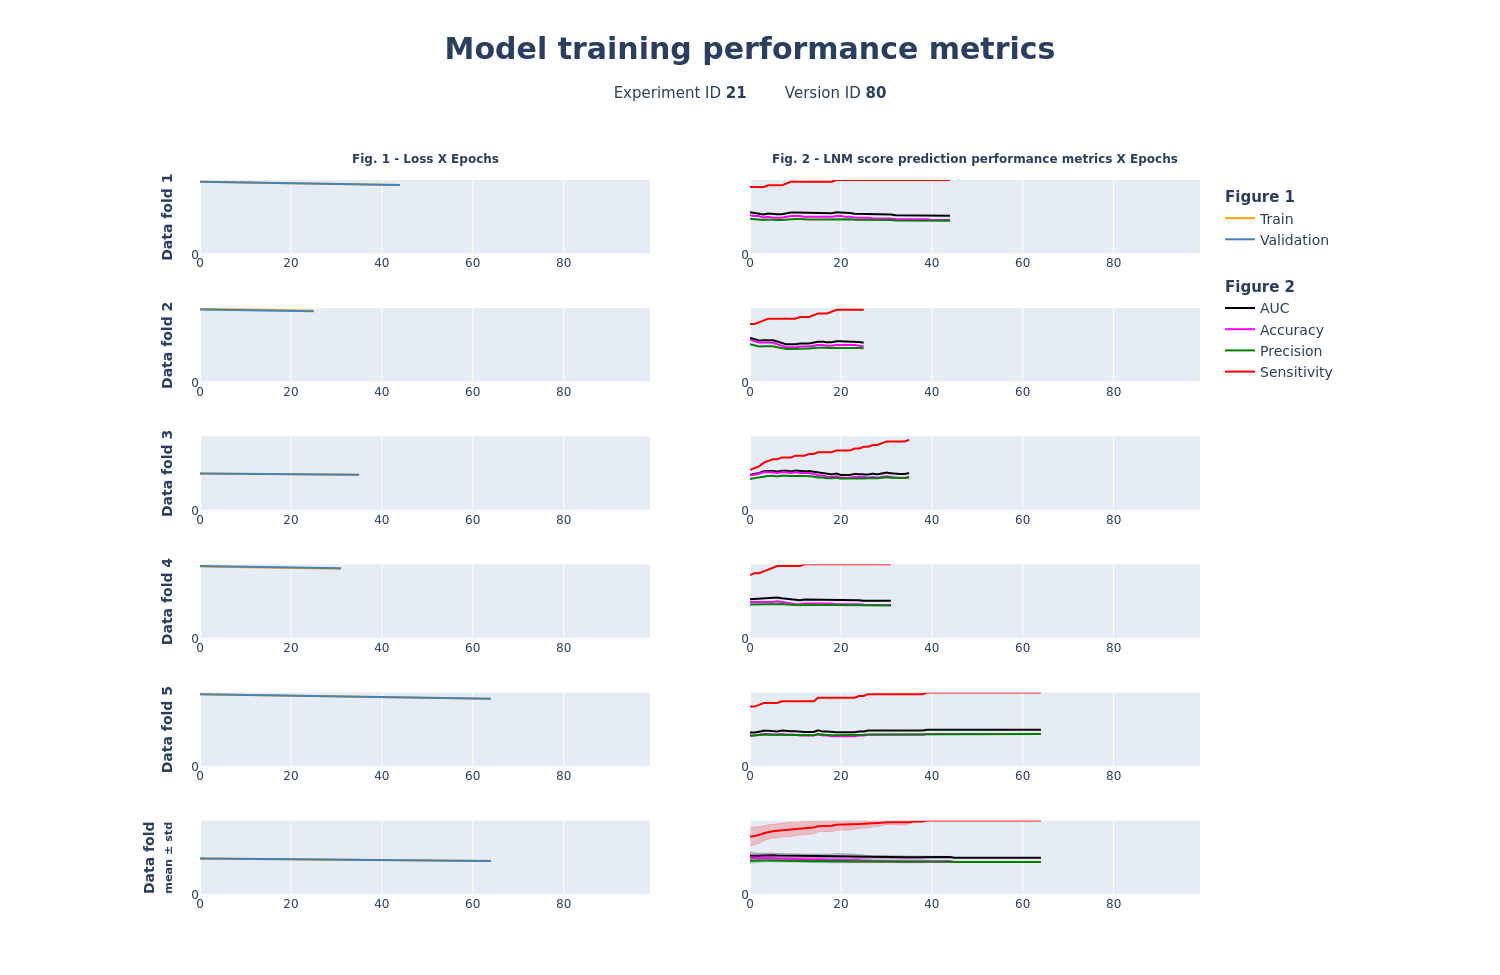 Model training performance metrics
Experiment ID 21 Version ID 80
Fig. 1 - Loss X Epochs
Fig. 2 - LNM score prediction performance metrics X Epochs
Data fold 1
0
0 20 40 60 80
0
0 20 40 60 80
Figure 1
Train
Validation
Figure 2
AUC
Accuracy
Precision
Sensitivity
Data fold 2
0
0 20 40 60 80
0
0 20 40 60 80
Data fold 3
0
0 20 40 60 80
0
0 20 40 60 80
Data fold 4
0
0 20 40 60 80
0
0 20 40 60 80
Data fold 5
0
0 20 40 60 80
0
0 20 40 60 80
Data fold
mean ± std
0
0 20 40 60 80
0
0 20 40 60 80